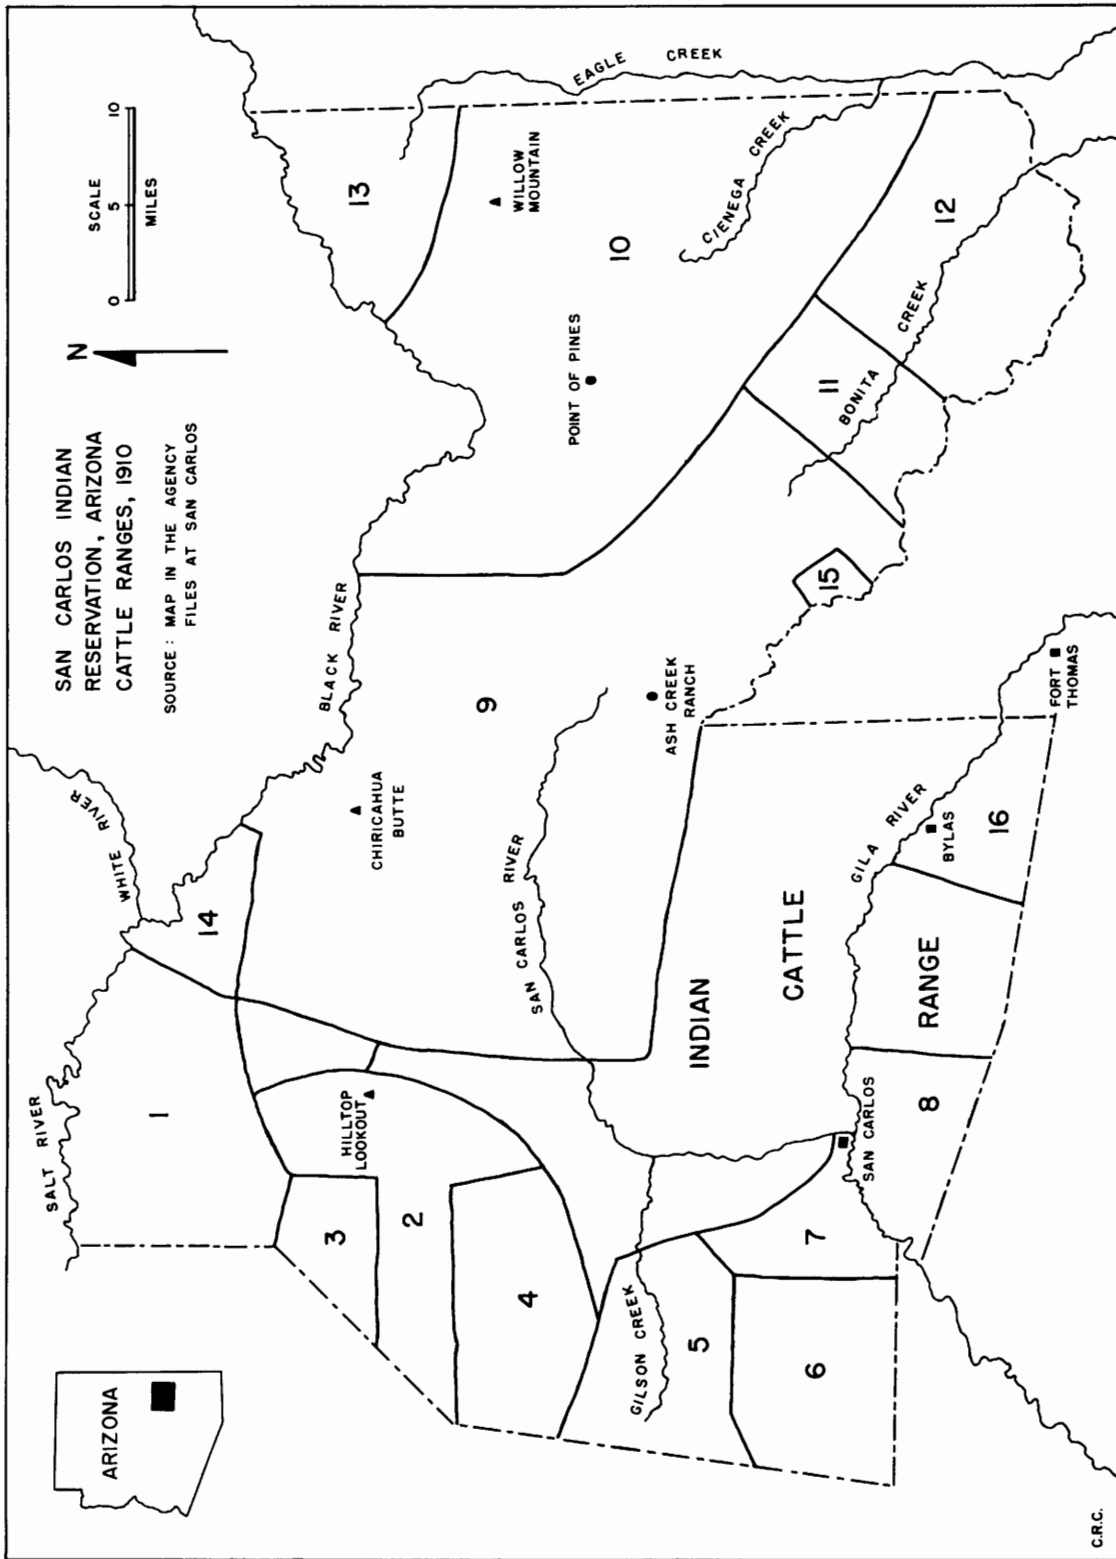 SAN CARLOS INDIAN
RESERVATION, ARIZONA
CATTLE RANGES, 1910
SOURCE : MAP IN THE AGENCY
FILES AT SAN CARLOS
N
SCALE
0 5 10
MILES
ARIZONA
SALT RIVER
WHITE RIVER
BLACK RIVER
1
14
13
3
HILLTOP
LOOKOUT
CHIRICAHUA
BUTTE
2
9
WILLOW
MOUNTAIN
EAGLE CREEK
4
SAN CARLOS RIVER
POINT OF PINES
10
CIENEGA CREEK
GILSON CREEK
5
INDIAN
ASH CREEK
RANCH
6
7
CATTLE
15
11
BONITA CREEK
12
SAN CARLOS
GILA RIVER
8
RANGE
BYLAS
16
FORT
THOMAS
C.R.C.